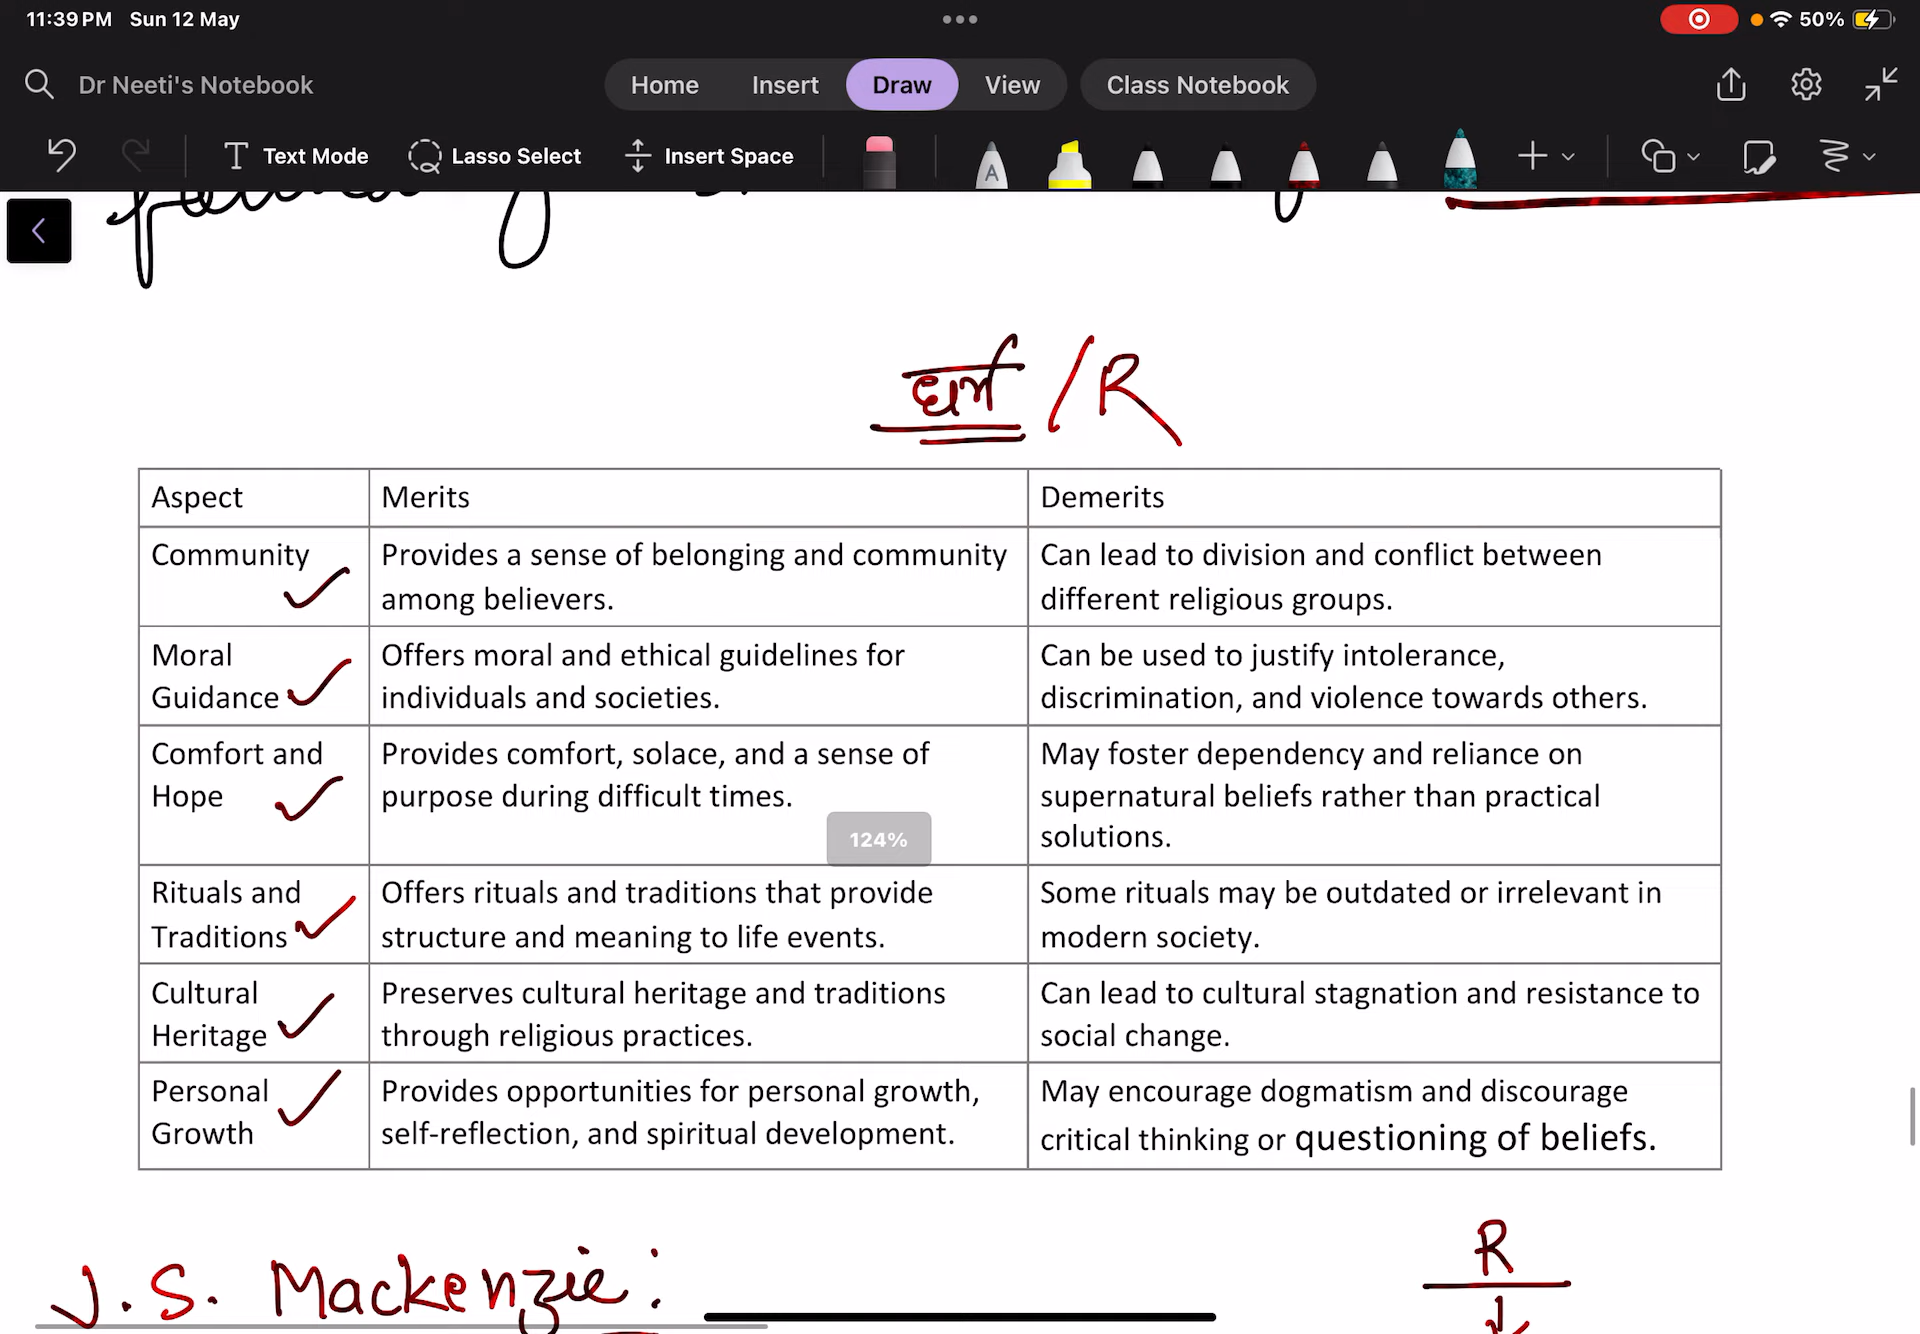 11:39 PM Sun 12 May
50%
Dr Neeti's Notebook
Home Insert Draw View Class Notebook
Text Mode Lasso Select Insert Space A
धर्म / R
Aspect Merits Demerits
Community Provides a sense of belonging and community Can lead to division and conflict between
among believers. different religious groups.
Moral Offers moral and ethical guidelines for Can be used to justify intolerance,
Guidance individuals and societies. discrimination, and violence towards others.
Comfort and Provides comfort, solace, and a sense of May foster dependency and reliance on
Hope purpose during difficult times. supernatural beliefs rather than practical
solutions.
124%
Rituals and Offers rituals and traditions that provide Some rituals may be outdated or irrelevant in
Traditions structure and meaning to life events. modern society.
Cultural Preserves cultural heritage and traditions Can lead to cultural stagnation and resistance to
Heritage through religious practices. social change.
Personal Provides opportunities for personal growth, May encourage dogmatism and discourage
Growth self-reflection, and spiritual development. critical thinking or questioning of beliefs.
R
J. S. Mackenzie: